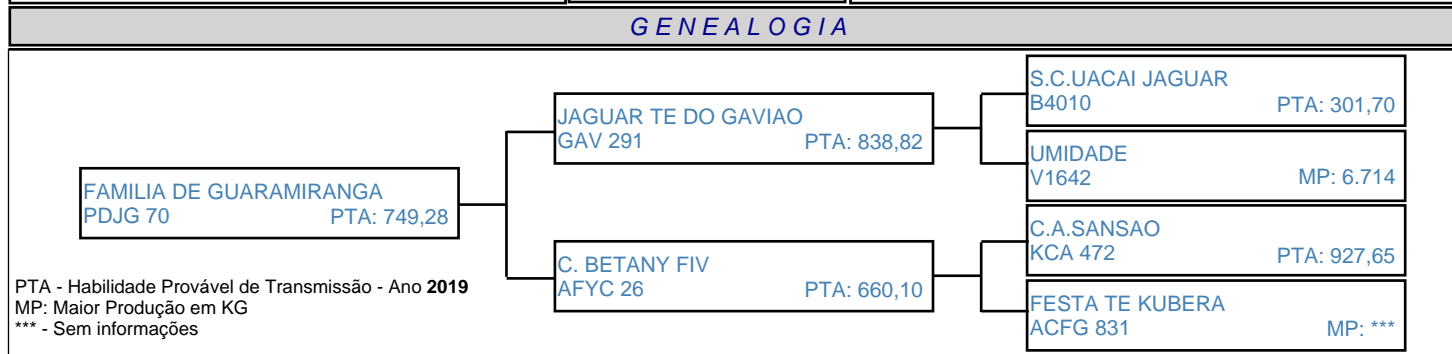 G E N E A L O G I A
FAMILIA DE GUARAMIRANGA
PDJG 70 PTA: 749,28
JAGUAR TE DO GAVIAO
GAV 291 PTA: 838,82
C. BETANY FIV
AFYC 26 PTA: 660,10
S.C.UACAI JAGUAR
B4010 PTA: 301,70
UMIDADE
V1642 MP: 6.714
C.A.SANSAO
KCA 472 PTA: 927,65
FESTA TE KUBERA
ACFG 831 MP: ***
PTA - Habilidade Provável de Transmissão - Ano 2019
MP: Maior Produção em KG
*** - Sem informações